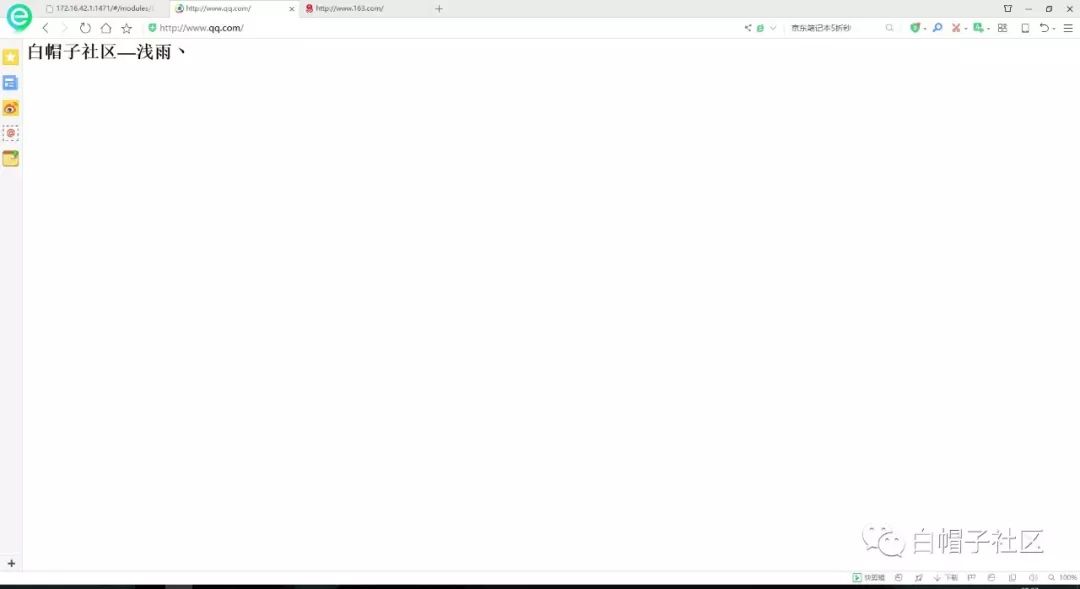 172.16.42.1:1471/#/modules/
http://www.qq.com/
http://www.163.com/
http://www.qq.com/
京东笔记本5折秒
白帽子社区—浅雨丶
白帽子社区
快剪辑
下载
100%